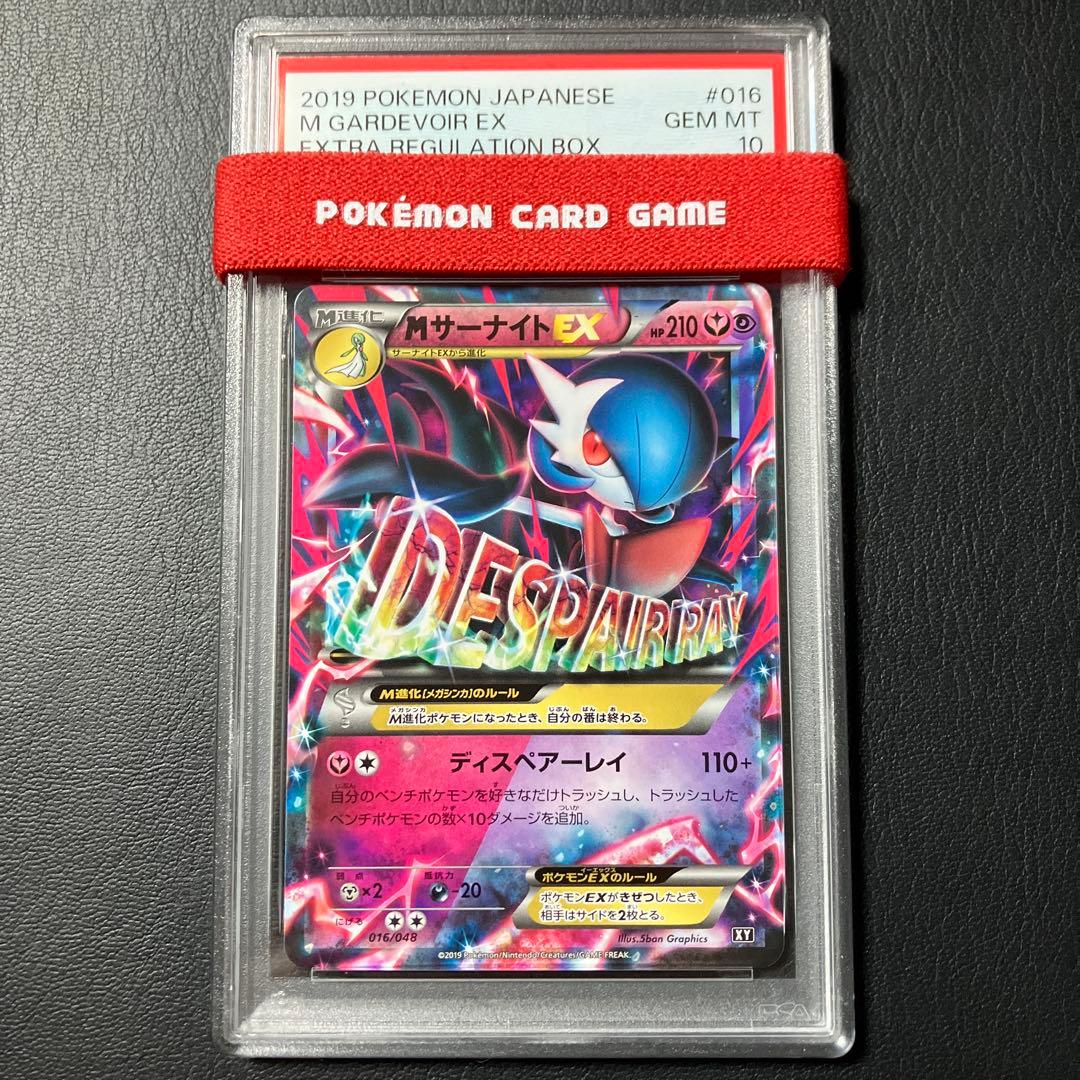 2019 POKEMON JAPANESE #016
M GARDEVOIR EX GEM MT
EXTRA REGULATION BOX 10
POKÉMON CARD GAME
M進化
MサーナイトEX HP210
サーナイトEXから進化
DESPAIR RAY
M進化[メガシンカ]のルール
M進化ポケモンになったとき、自分の番は終わる。
ディスペアーレイ 110+
自分のベンチポケモンを好きなだけトラッシュし、トラッシュした
ベンチポケモンの数×10ダメージを追加。
弱点 抵抗力
×2 -20
ポケモンEXのルール
ポケモンEXがきぜつしたとき、
相手はサイドを2枚とる。
にげる
016/048 Illus.5ban Graphics XY
©2019 Pokémon/Nintendo/Creatures/GAME FREAK.
PSA